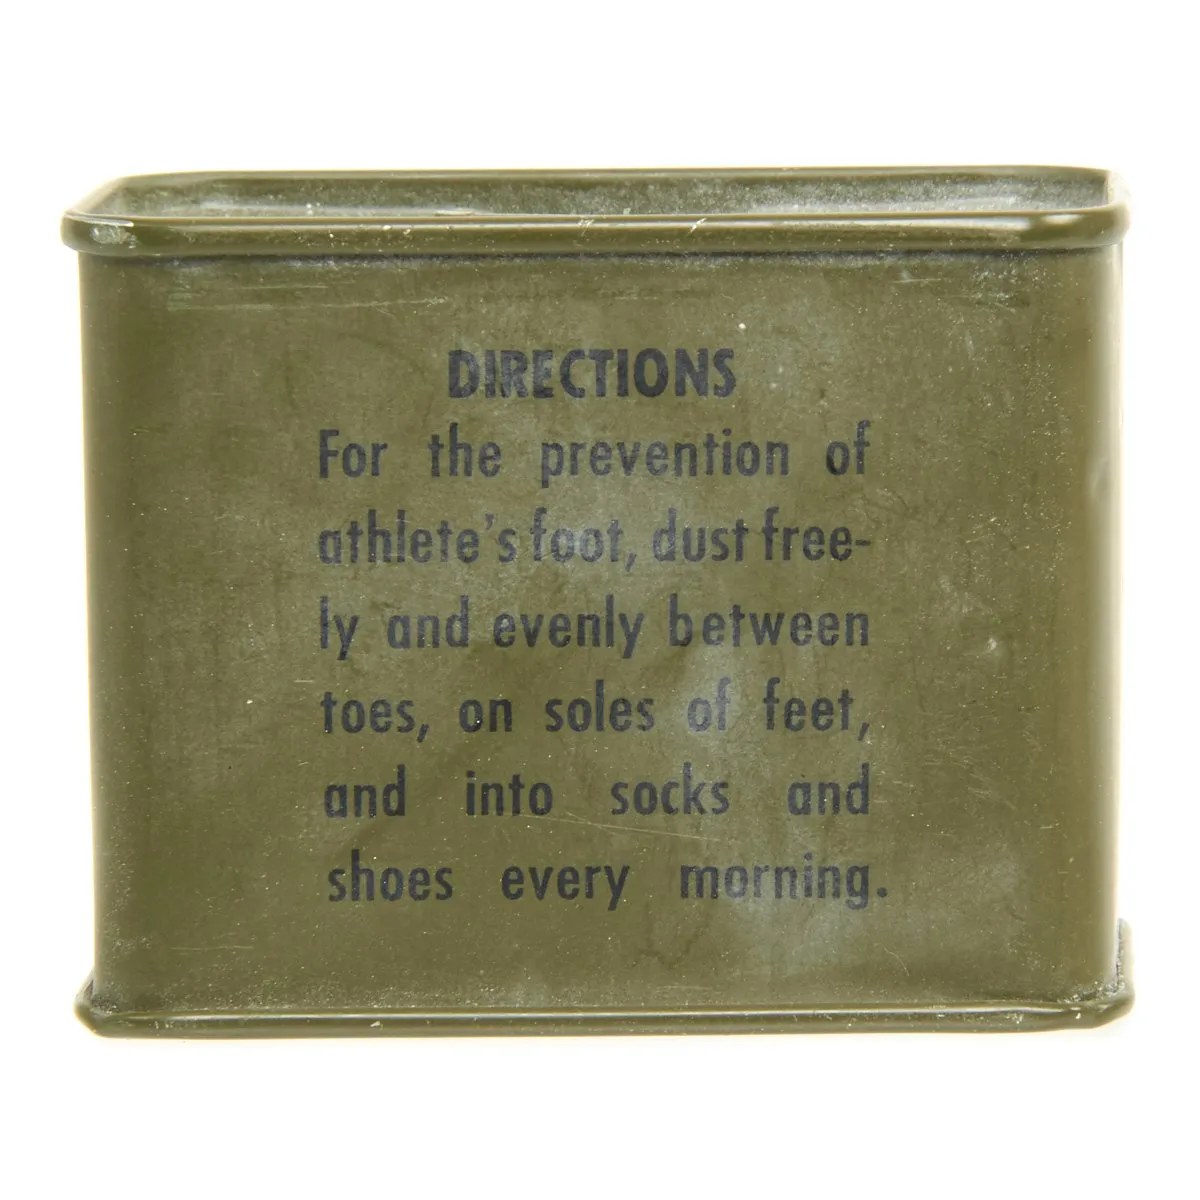 DIRECTIONS
For the prevention of
athlete's foot, dust free-
ly and evenly between
toes, on soles of feet,
and into socks and
shoes every morning.